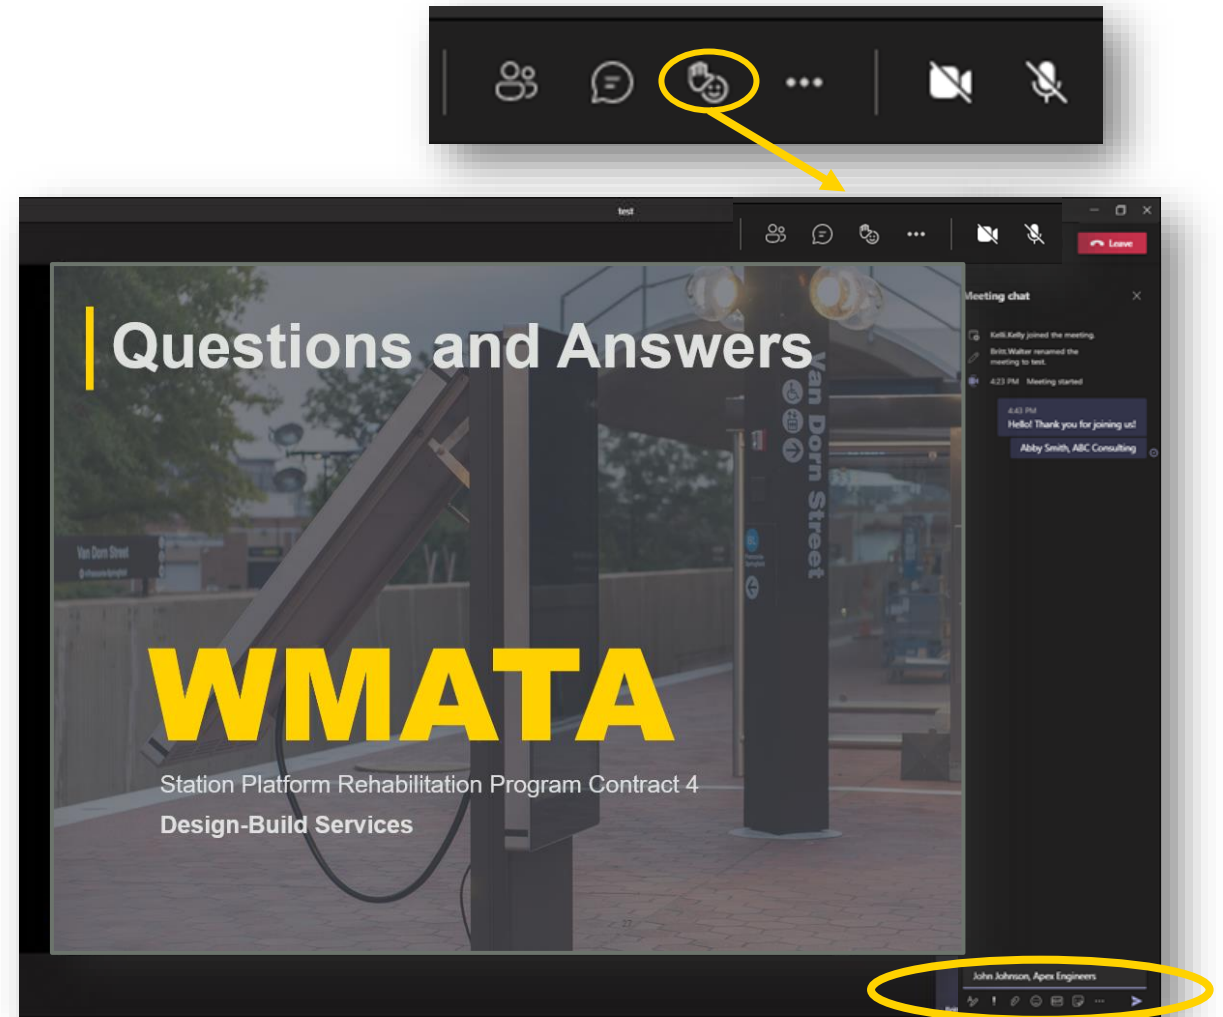 test
Leave
Questions and Answers
Van Dorn Street
Van Dorn Street
WMATA
Station Platform Rehabilitation Program Contract 4
Design-Build Services
27
Meeting chat
Kelli.Kelly joined the meeting.
Britt.Walter renamed the
meeting to test.
4:23 PM Meeting started
4:43 PM
Hello! Thank you for joining us!
Abby Smith, ABC Consulting
John Johnson, Apex Engineers